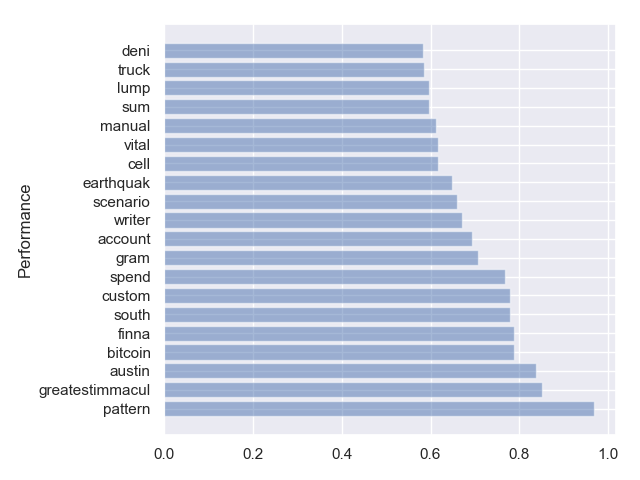 Performance
deni
truck
lump
sum
manual
vital
cell
earthquak
scenario
writer
account
gram
spend
custom
south
finna
bitcoin
austin
greatestimmacul
pattern
0.0 0.2 0.4 0.6 0.8 1.0